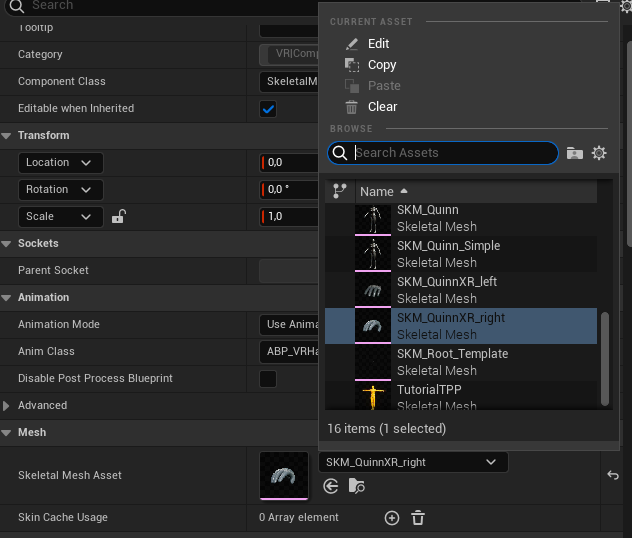 Search
Tooltip
Category
VR|Comp
Component Class
SkeletalM
Editable when Inherited
Transform
Location
0,0
Rotation
0,0 °
Scale
1,0
Sockets
Parent Socket
Animation
Animation Mode
Use Anima
Anim Class
ABP_VRHa
Disable Post Process Blueprint
Advanced
Mesh
Skeletal Mesh Asset
SKM_QuinnXR_right
Skin Cache Usage
0 Array element
CURRENT ASSET
Edit
Copy
Paste
Clear
BROWSE
Search Assets
Name
SKM_Quinn
Skeletal Mesh
SKM_Quinn_Simple
Skeletal Mesh
SKM_QuinnXR_left
Skeletal Mesh
SKM_QuinnXR_right
Skeletal Mesh
SKM_Root_Template
Skeletal Mesh
TutorialTPP
Skeletal Mesh
16 items (1 selected)